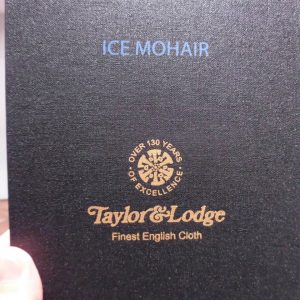 ICE MOHAIR
OVER 130 YEARS
OF EXCELLENCE
Taylor&Lodge
Finest English Cloth